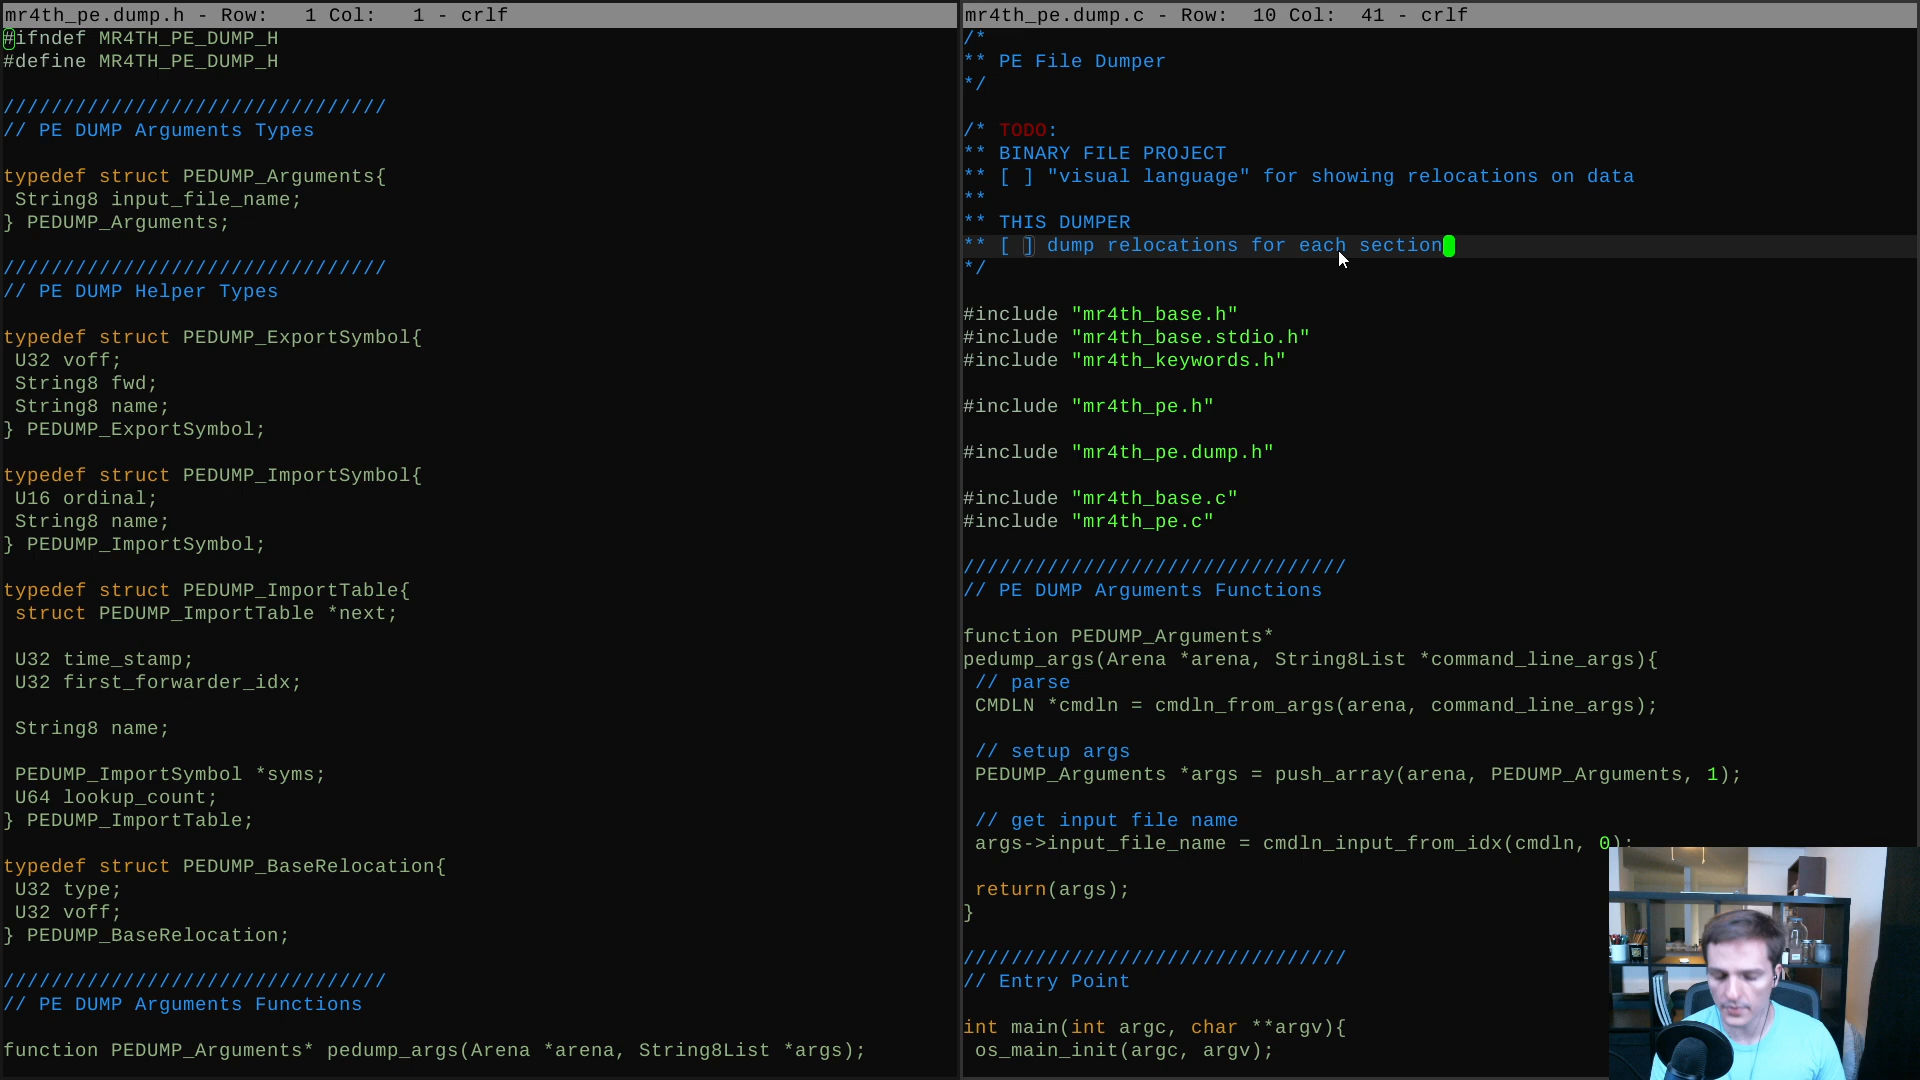 mr4th_pe.dump.h - Row:   1 Col:   1 - crlf
#ifndef MR4TH_PE_DUMP_H
#define MR4TH_PE_DUMP_H
////////////////////////////////
// PE DUMP Arguments Types
typedef struct PEDUMP_Arguments{
String8 input_file_name;
} PEDUMP_Arguments;
////////////////////////////////
// PE DUMP Helper Types
typedef struct PEDUMP_ExportSymbol{
U32 voff;
String8 fwd;
String8 name;
} PEDUMP_ExportSymbol;
typedef struct PEDUMP_ImportSymbol{
U16 ordinal;
String8 name;
} PEDUMP_ImportSymbol;
typedef struct PEDUMP_ImportTable{
struct PEDUMP_ImportTable *next;
U32 time_stamp;
U32 first_forwarder_idx;
String8 name;
PEDUMP_ImportSymbol *syms;
U64 lookup_count;
} PEDUMP_ImportTable;
typedef struct PEDUMP_BaseRelocation{
U32 type;
U32 voff;
} PEDUMP_BaseRelocation;
////////////////////////////////
// PE DUMP Arguments Functions
function PEDUMP_Arguments* pedump_args(Arena *arena, String8List *args);
mr4th_pe.dump.c - Row:  10 Col:  41 - crlf
/*
** PE File Dumper
*/
/* TODO:
** BINARY FILE PROJECT
** [ ] "visual language" for showing relocations on data
**
** THIS DUMPER
** [ ] dump relocations for each section
*/
#include "mr4th_base.h"
#include "mr4th_base.stdio.h"
#include "mr4th_keywords.h"
#include "mr4th_pe.h"
#include "mr4th_pe.dump.h"
#include "mr4th_base.c"
#include "mr4th_pe.c"
////////////////////////////////
// PE DUMP Arguments Functions
function PEDUMP_Arguments*
pedump_args(Arena *arena, String8List *command_line_args){
// parse
CMDLN *cmdln = cmdln_from_args(arena, command_line_args);
// setup args
PEDUMP_Arguments *args = push_array(arena, PEDUMP_Arguments, 1);
// get input file name
args->input_file_name = cmdln_input_from_idx(cmdln, 0);
return(args);
}
////////////////////////////////
// Entry Point
int main(int argc, char **argv){
os_main_init(argc, argv);